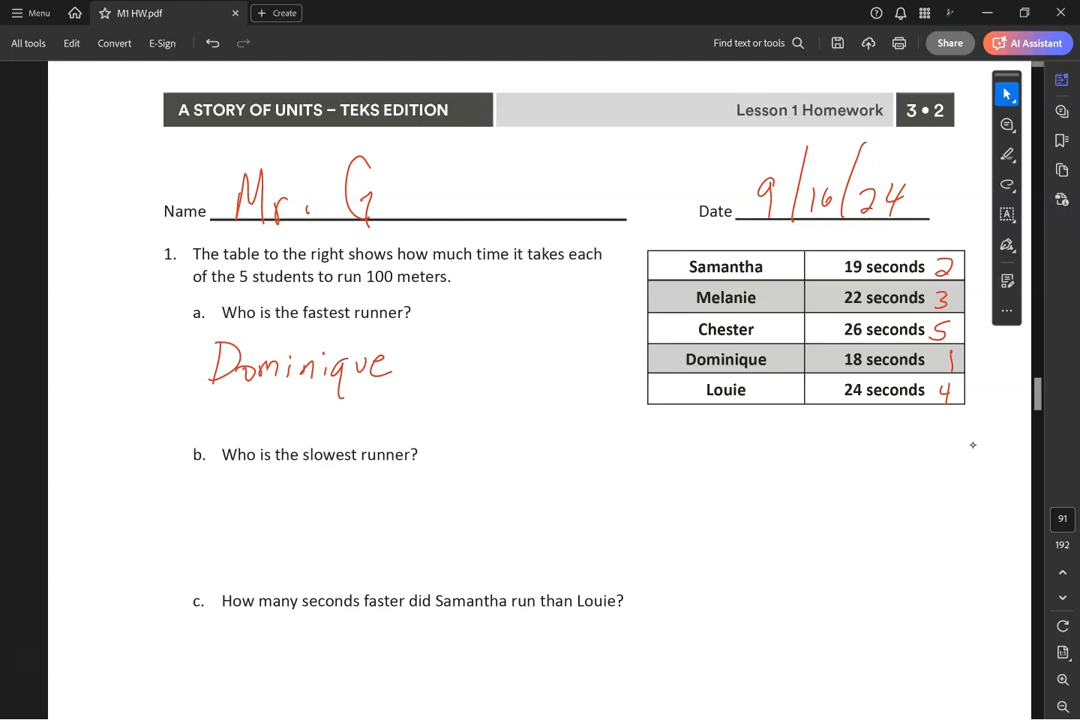 Menu M1 HW.pdf Create
All tools Edit Convert E-Sign Find text or tools Share AI Assistant
A STORY OF UNITS – TEKS EDITION Lesson 1 Homework 3 • 2
Name Mr. G Date 9/16/24
1. The table to the right shows how much time it takes each
of the 5 students to run 100 meters.
a. Who is the fastest runner?
Dominique
Samantha 19 seconds 2
Melanie 22 seconds 3
Chester 26 seconds 5
Dominique 18 seconds 1
Louie 24 seconds 4
b. Who is the slowest runner?
c. How many seconds faster did Samantha run than Louie?
91
192